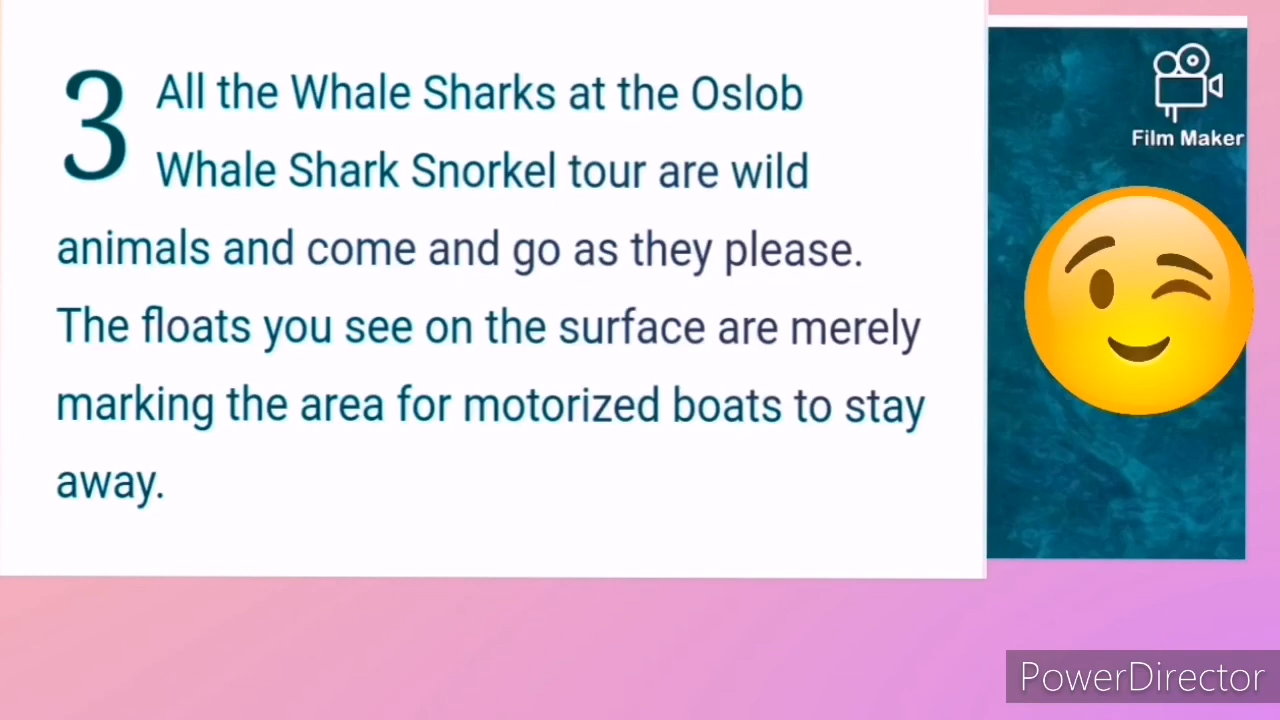 3 All the Whale Sharks at the Oslob
Whale Shark Snorkel tour are wild
animals and come and go as they please.
The floats you see on the surface are merely
marking the area for motorized boats to stay
away.
Film Maker
PowerDirector